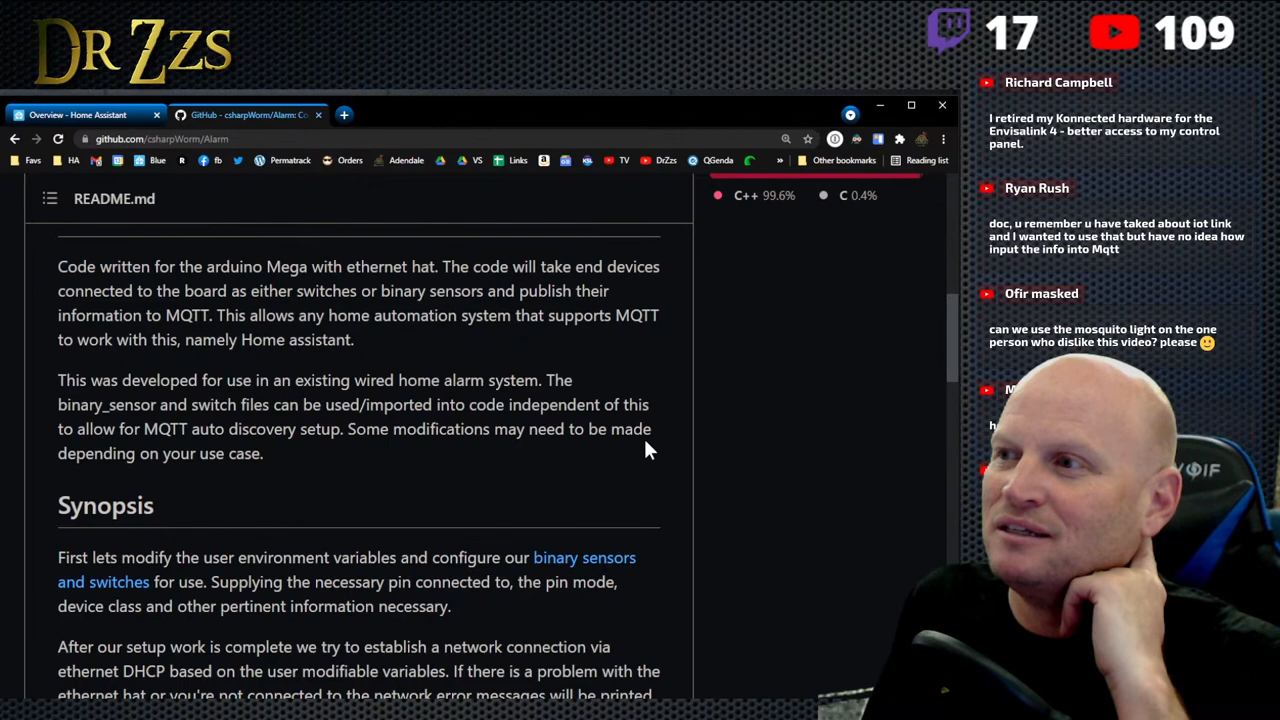 DR ZZS
17
109
Overview - Home Assistant
GitHub - csharpWorm/Alarm: Co
github.com/csharpWorm/Alarm
Favs
HA
Blue
R
fb
Permatrack
Orders
Adendale
VS
Links
TV
DrZzs
QGenda
»
Other bookmarks
Reading list
README.md
C++ 99.6%
C 0.4%
Code written for the arduino Mega with ethernet hat. The code will take end devices
connected to the board as either switches or binary sensors and publish their
information to MQTT. This allows any home automation system that supports MQTT
to work with this, namely Home assistant.
This was developed for use in an existing wired home alarm system. The
binary_sensor and switch files can be used/imported into code independent of this
to allow for MQTT auto discovery setup. Some modifications may need to be made
depending on your use case.
Synopsis
First lets modify the user environment variables and configure our binary sensors
and switches for use. Supplying the necessary pin connected to, the pin mode,
device class and other pertinent information necessary.
After our setup work is complete we try to establish a network connection via
ethernet DHCP based on the user modifiable variables. If there is a problem with the
ethernet hat or you're not connected to the network error messages will be printed
Richard Campbell
I retired my Konnected hardware for the
Envisalink 4 - better access to my control
panel.
Ryan Rush
doc, u remember u have taked about iot link
and I wanted to use that but have no idea how
input the info into Mqtt
Ofir masked
can we use the mosquito light on the one
person who dislike this video? please